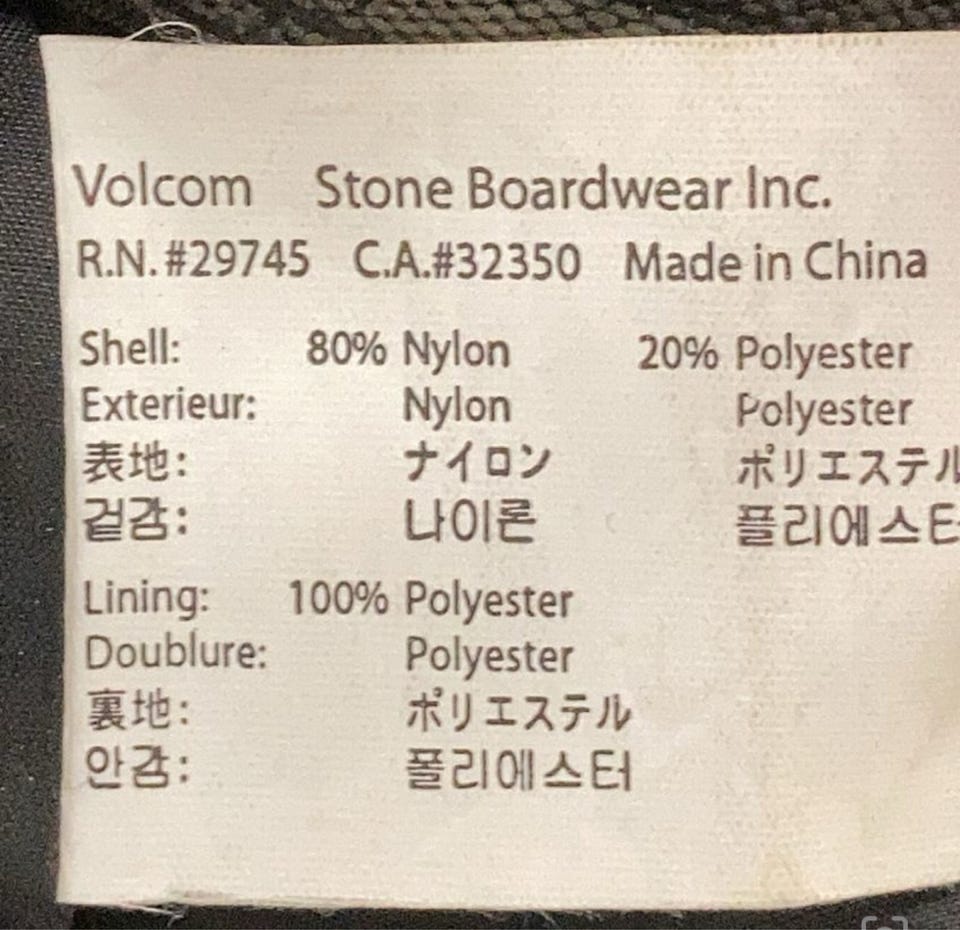 Volcom Stone Boardwear Inc.
R.N.#29745 C.A.#32350 Made in China
Shell: 80% Nylon 20% Polyester
Exterieur: Nylon Polyester
表地: ナイロン ポリエステル
겉감: 나이론 폴리에스터
Lining: 100% Polyester
Doublure: Polyester
裏地: ポリエステル
안감: 폴리에스터